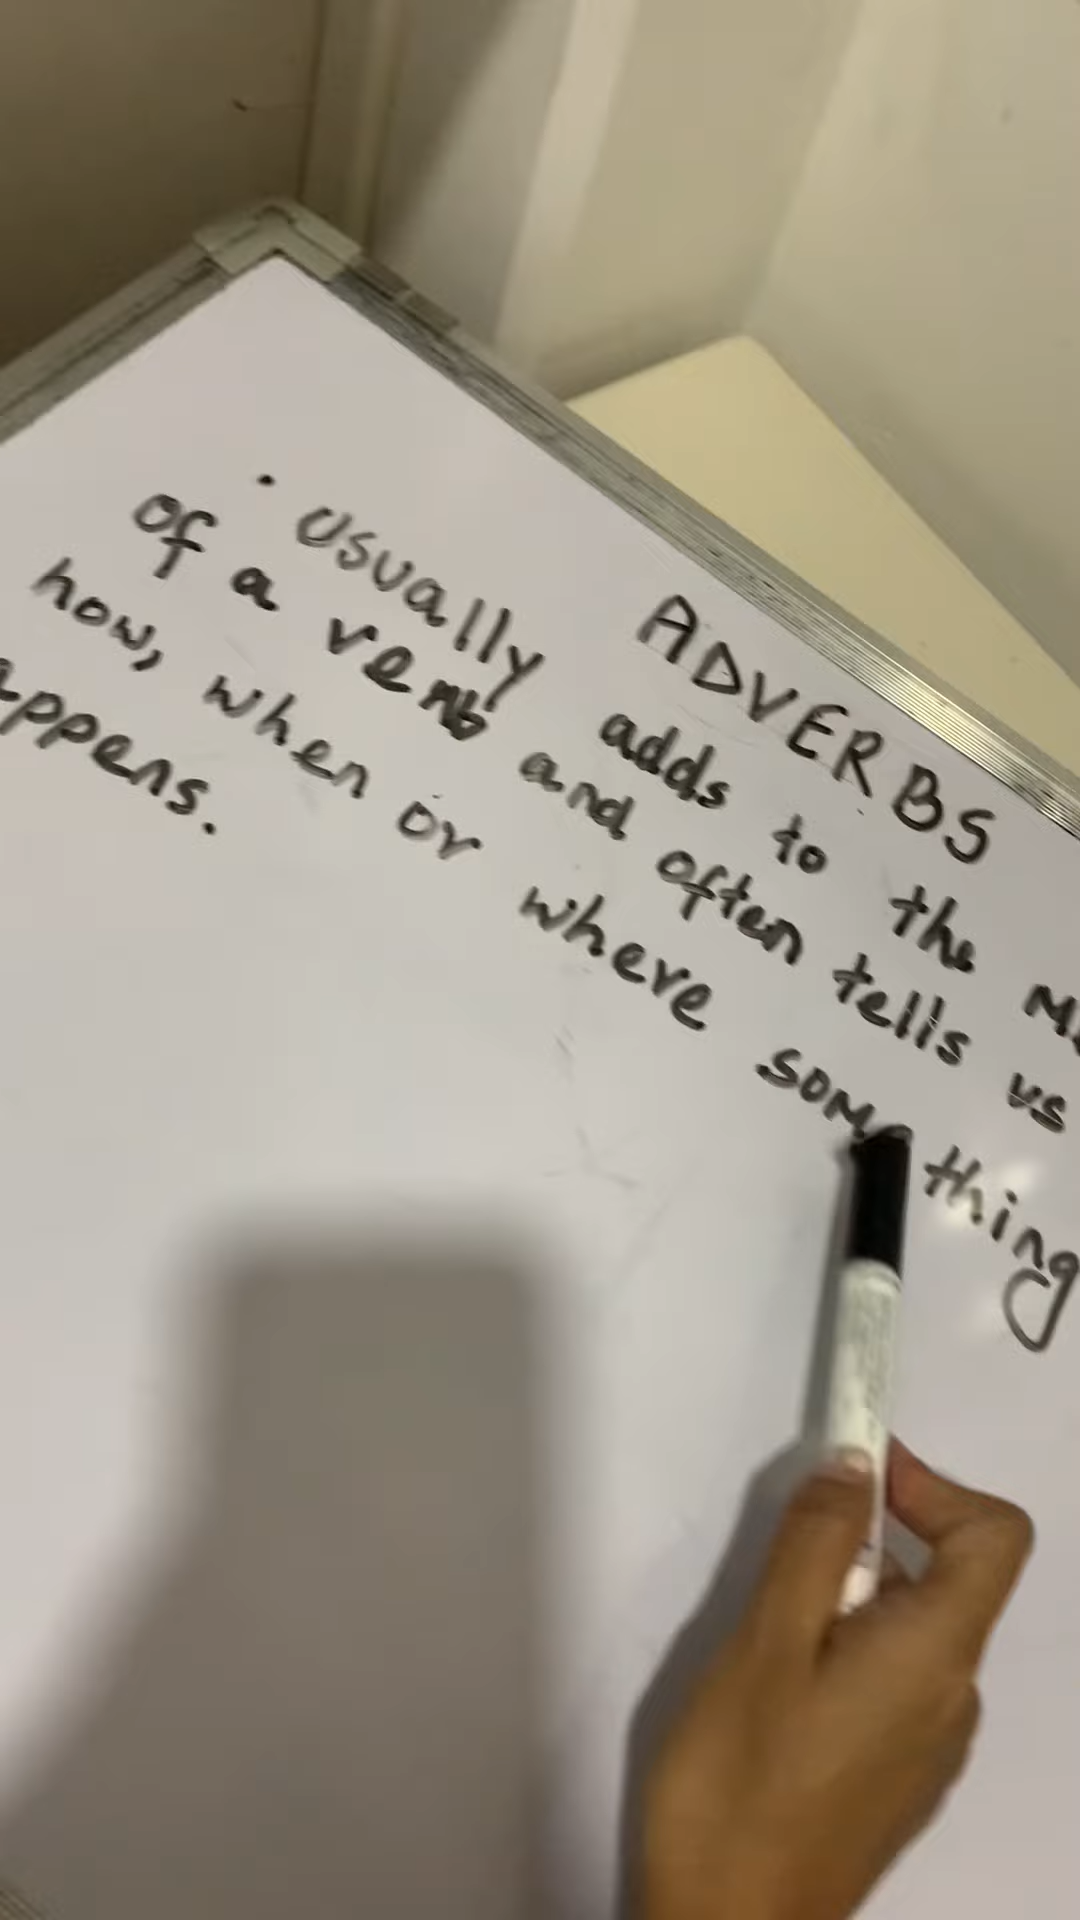 ADVERBS
. Usually adds to the
of a verb and often tells us
how, when or where something
appens.